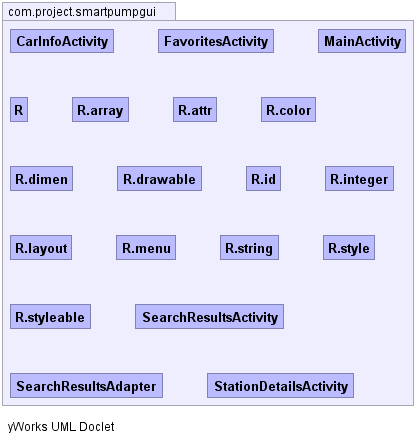 com.project.smartpumpgui
CarInfoActivity FavoritesActivity MainActivity
R R.array R.attr R.color
R.dimen R.drawable R.id R.integer
R.layout R.menu R.string R.style
R.styleable SearchResultsActivity
SearchResultsAdapter StationDetailsActivity
yWorks UML Doclet